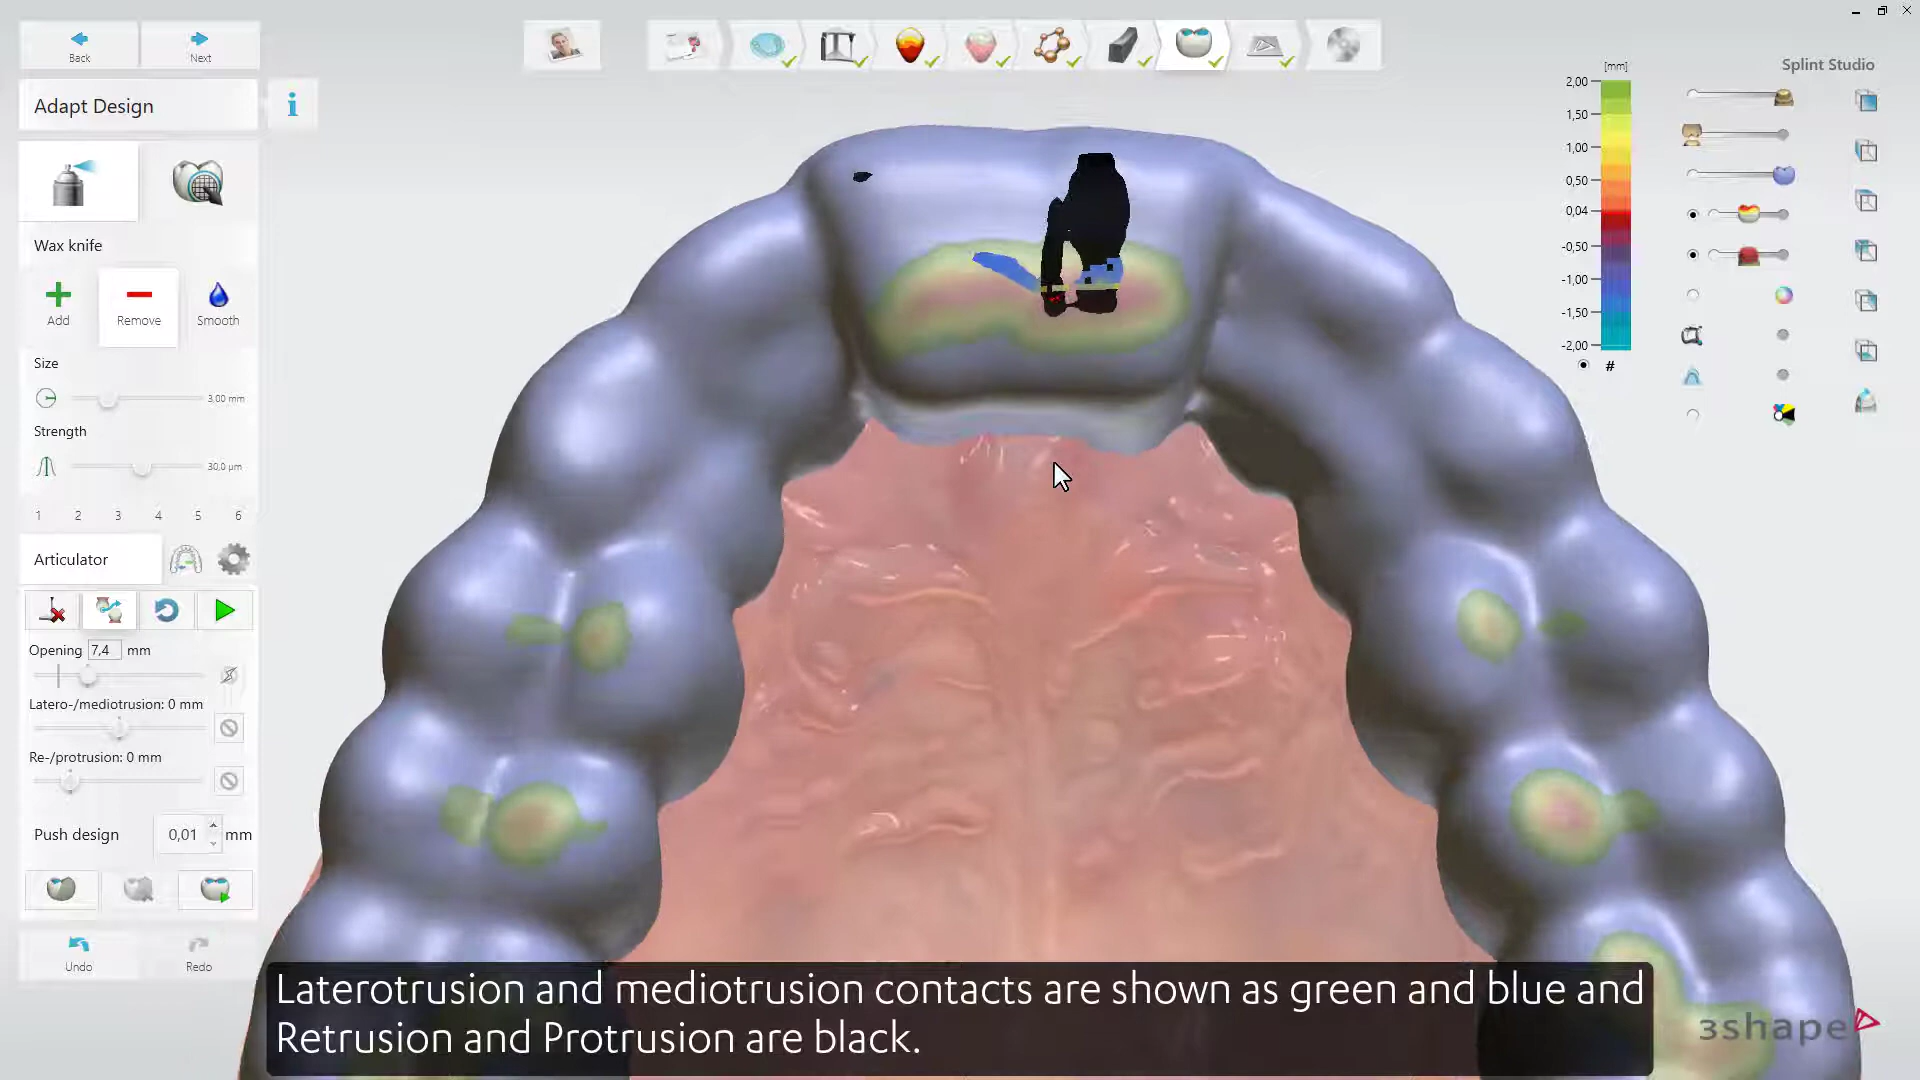 Back
Next
Adapt Design
i
Wax knife
Add
Remove
Smooth
Size
3,00 mm
Strength
30,0 µm
1 2 3 4 5 6
Articulator
Opening 7,4 mm
Latero-/mediotrusion: 0 mm
Re-/protrusion: 0 mm
Push design 0,01 mm
Undo
Redo
[mm]
2,00
1,50
1,00
0,50
0,04
-0,50
-1,00
-1,50
-2,00
#
Splint Studio
Laterotrusion and mediotrusion contacts are shown as green and blue and
Retrusion and Protrusion are black.
3shape